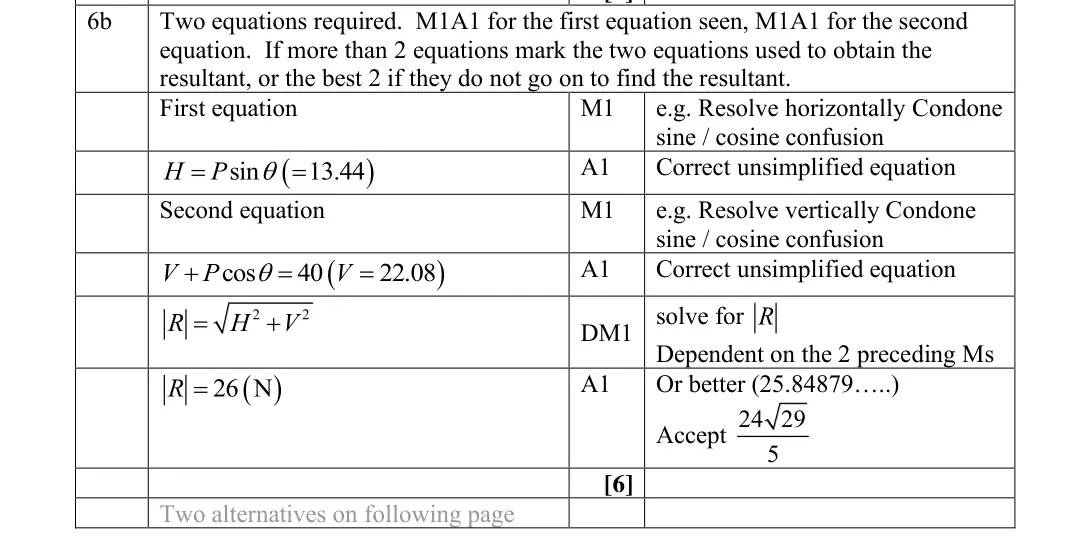 6b Two equations required. M1A1 for the first equation seen, M1A1 for the second
equation. If more than 2 equations mark the two equations used to obtain the
resultant, or the best 2 if they do not go on to find the resultant.
First equation M1 e.g. Resolve horizontally Condone
sine / cosine confusion
H = P sin θ (= 13.44) A1 Correct unsimplified equation
Second equation M1 e.g. Resolve vertically Condone
sine / cosine confusion
V + P cos θ = 40 (V = 22.08) A1 Correct unsimplified equation
|R| = √(H² + V²) DM1 solve for |R|
Dependent on the 2 preceding Ms
|R| = 26 (N) A1 Or better (25.84879…..)
Accept 24√29/5
[6]
Two alternatives on following page